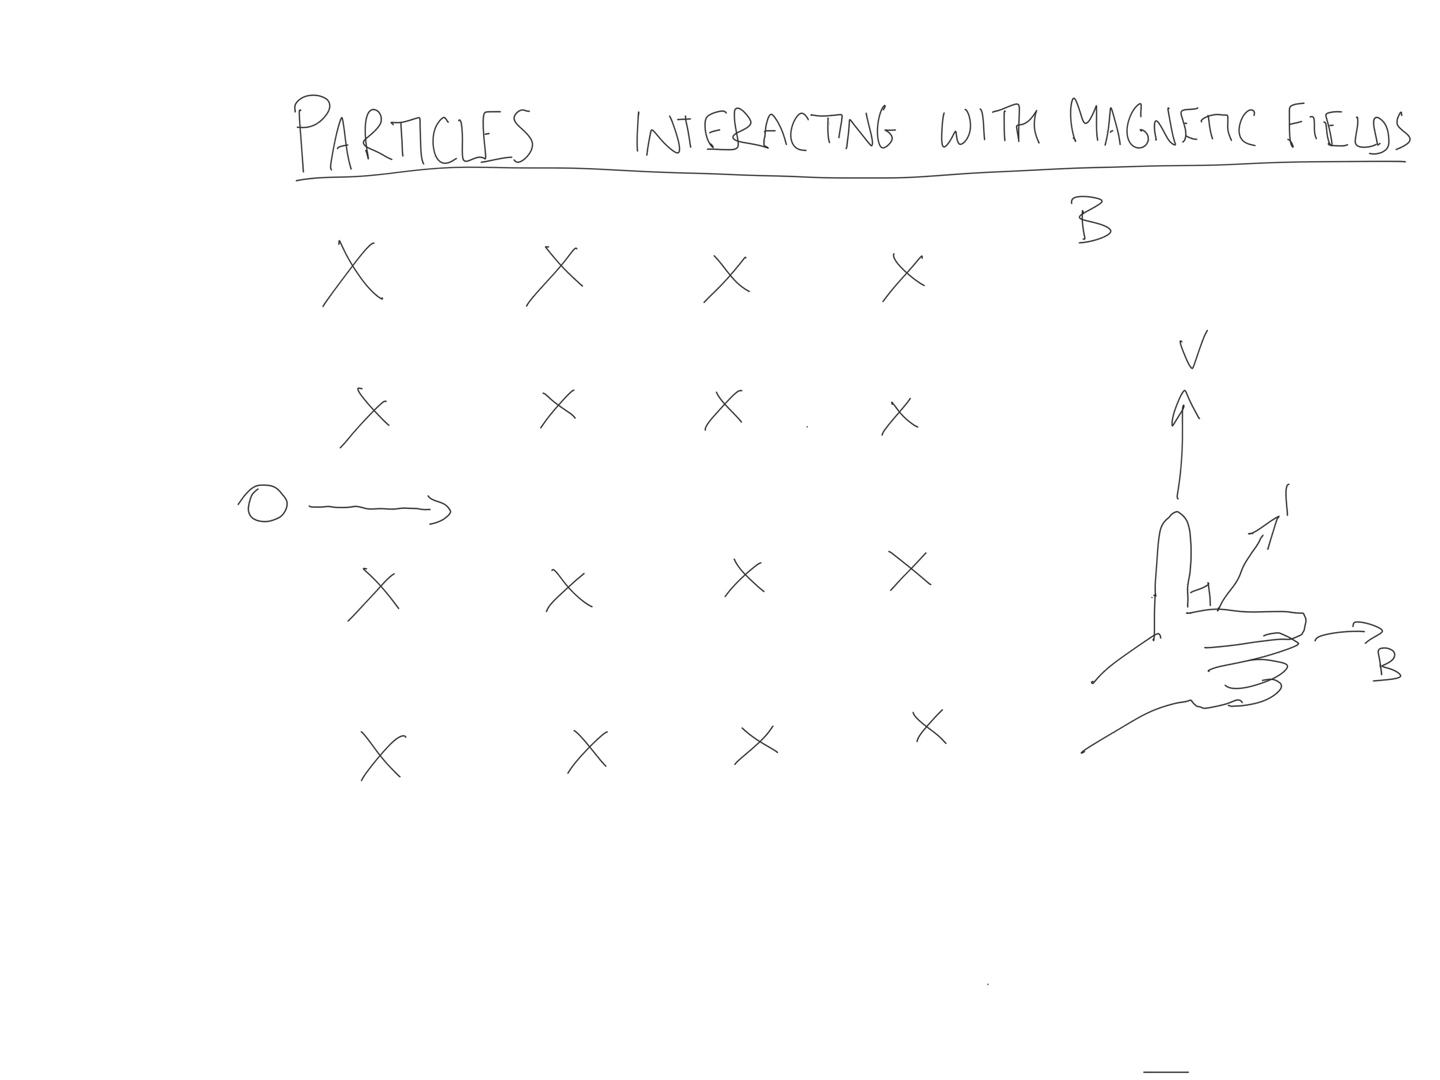 PARTICLES INTERACTING WITH MAGNETIC FIELDS
B
X X X X
V
X X X X
I
X X X X
B
X X X X